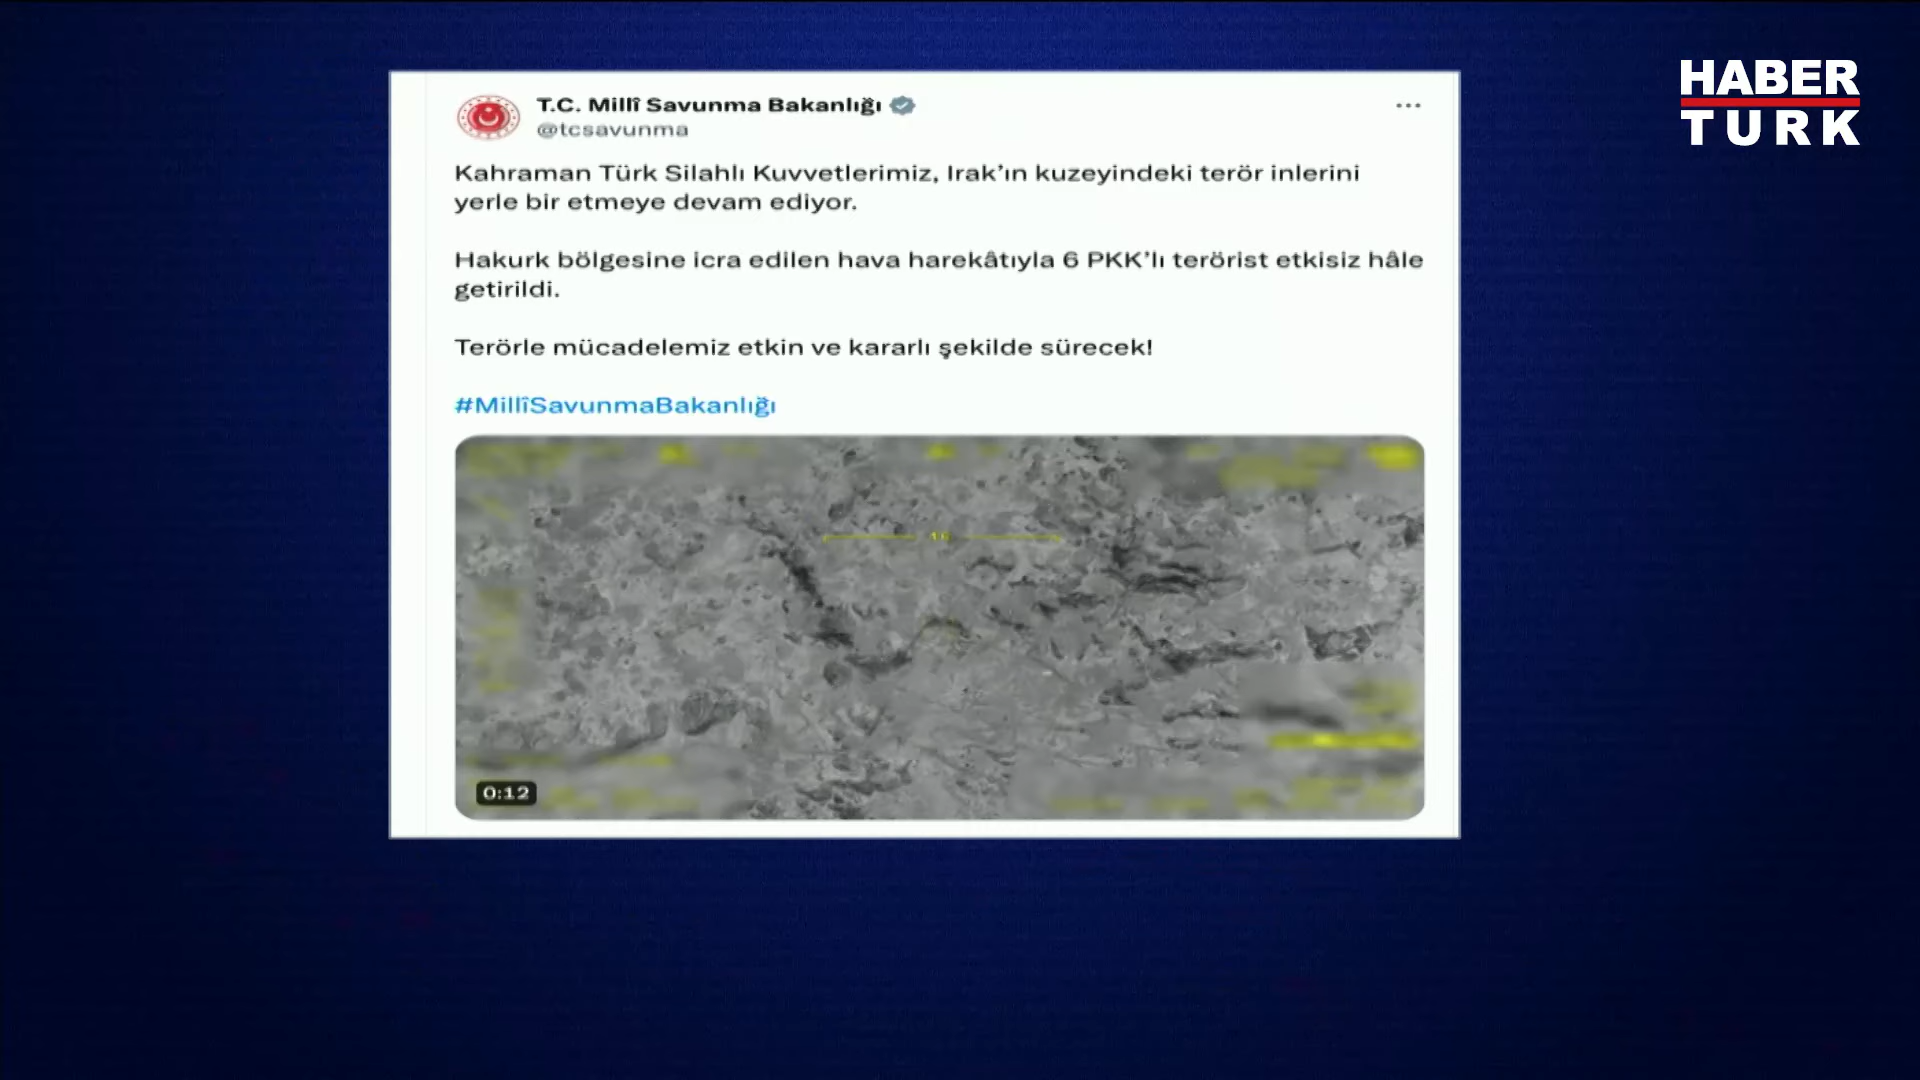 HABER
TURK
T.C. Millî Savunma Bakanlığı
@tcsavunma
Kahraman Türk Silahlı Kuvvetlerimiz, Irak’ın kuzeyindeki terör inlerini
yerle bir etmeye devam ediyor.
Hakurk bölgesine icra edilen hava harekâtıyla 6 PKK’lı terörist etkisiz hâle
getirildi.
Terörle mücadelemiz etkin ve kararlı şekilde sürecek!
#MillîSavunmaBakanlığı
0:12